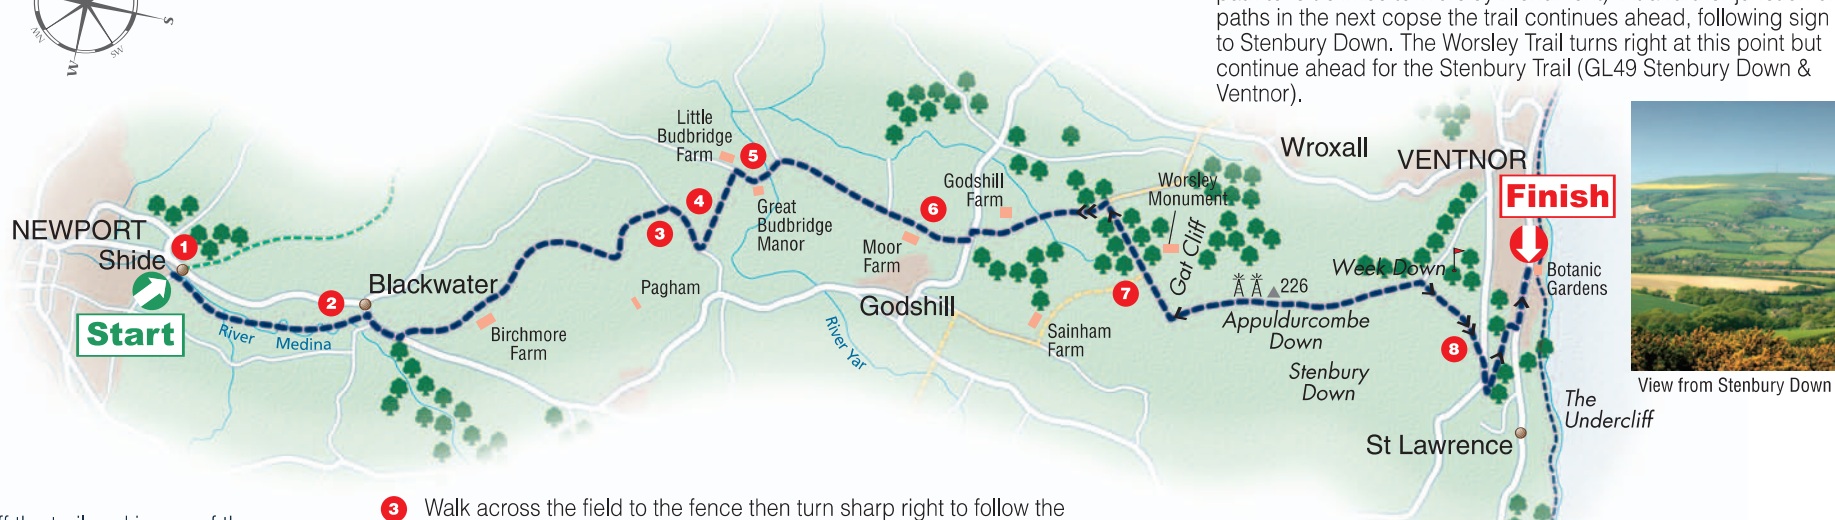 S
SW
W
NW
paths in the next copse the trail continues ahead, following sign
to Stenbury Down. The Worsley Trail turns right at this point but
continue ahead for the Stenbury Trail (GL49 Stenbury Down &
Ventnor).
Little
Budbridge
Farm
5
Wroxall
VENTNOR
Finish
Godshill
Farm
Worsley
Monument
4
6
Great
Budbridge
Manor
3
NEWPORT
Shide
1
Moor
Farm
Gat Cliff
Week Down
Botanic
Gardens
Blackwater
2
Pagham
7
226
Godshill
Start
River Medina
Birchmore
Farm
River Yar
Sainham
Farm
Appuldurcombe
Down
8
Stenbury
Down
View from Stenbury Down
The
Undercliff
St Lawrence
3 Walk across the field to the fence then turn sharp right to follow the